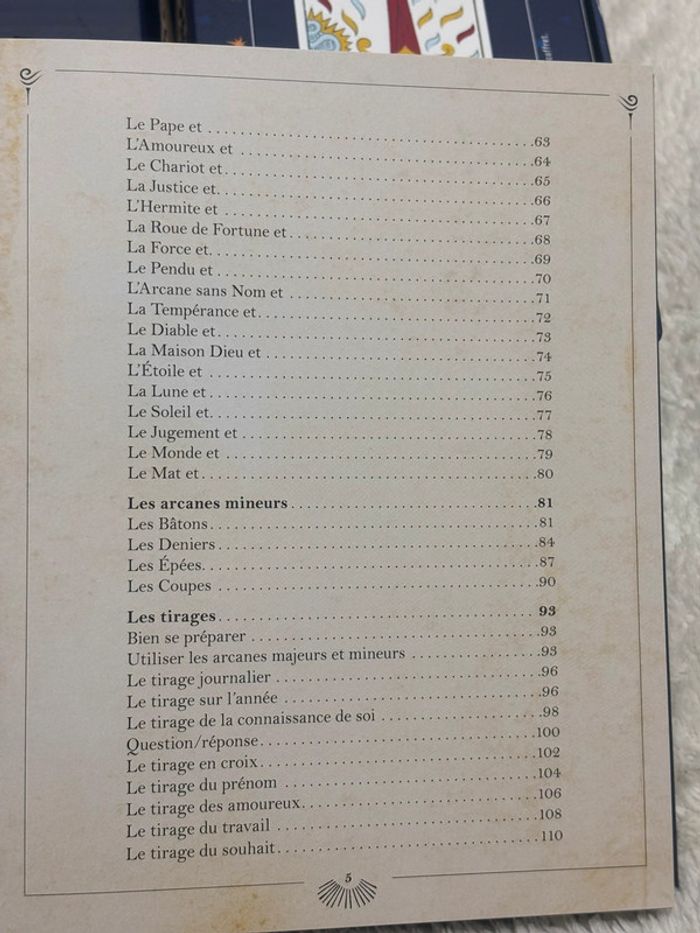 coffret.
Le Pape et ........................................63
L'Amoureux et ........................................64
Le Chariot et........................................65
La Justice et........................................66
L'Hermite et ........................................67
La Roue de Fortune et........................................68
La Force et........................................69
Le Pendu et ........................................70
L'Arcane sans Nom et ........................................71
La Tempérance et........................................72
Le Diable et........................................73
La Maison Dieu et ........................................74
L'Étoile et ........................................75
La Lune et ........................................76
Le Soleil et........................................77
Le Jugement et ........................................78
Le Monde et ........................................79
Le Mat et........................................80
Les arcanes mineurs........................................81
Les Bâtons........................................81
Les Deniers........................................84
Les Épées........................................87
Les Coupes ........................................90
Les tirages........................................93
Bien se préparer ........................................93
Utiliser les arcanes majeurs et mineurs ....................93
Le tirage journalier ........................................96
Le tirage sur l'année ........................................96
Le tirage de la connaissance de soi ....................98
Question/réponse........................................100
Le tirage en croix........................................102
Le tirage du prénom ........................................104
Le tirage des amoureux........................................106
Le tirage du travail ........................................108
Le tirage du souhait........................................110
5